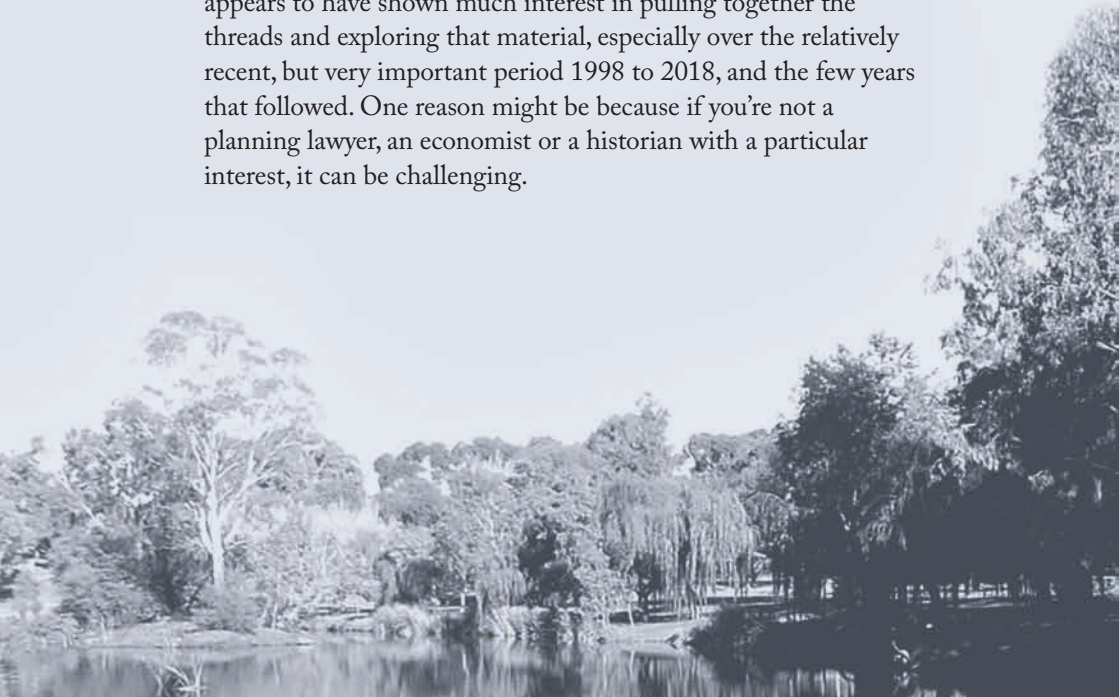 appears to have shown much interest in pulling together the
threads and exploring that material, especially over the relatively
recent, but very important period 1998 to 2018, and the few years
that followed. One reason might be because if you’re not a
planning lawyer, an economist or a historian with a particular
interest, it can be challenging.